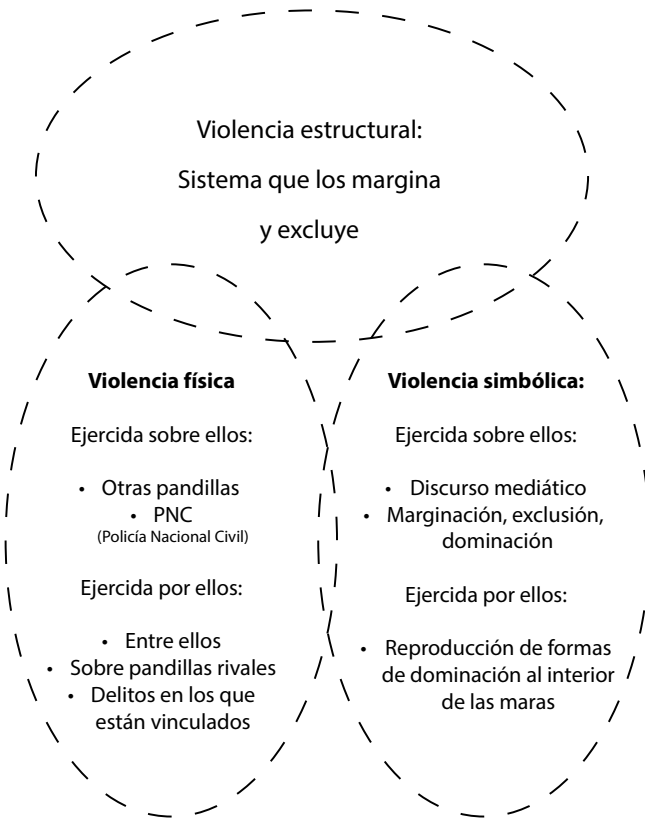 Violencia estructural:
Sistema que los margina
y excluye
Violencia física
Ejercida sobre ellos:
• Otras pandillas
• PNC
(Policía Nacional Civil)
Ejercida por ellos:
• Entre ellos
• Sobre pandillas rivales
• Delitos en los que
están vinculados
Violencia simbólica:
Ejercida sobre ellos:
• Discurso mediático
• Marginación, exclusión,
dominación
Ejercida por ellos:
• Reproducción de formas
de dominación al interior
de las maras